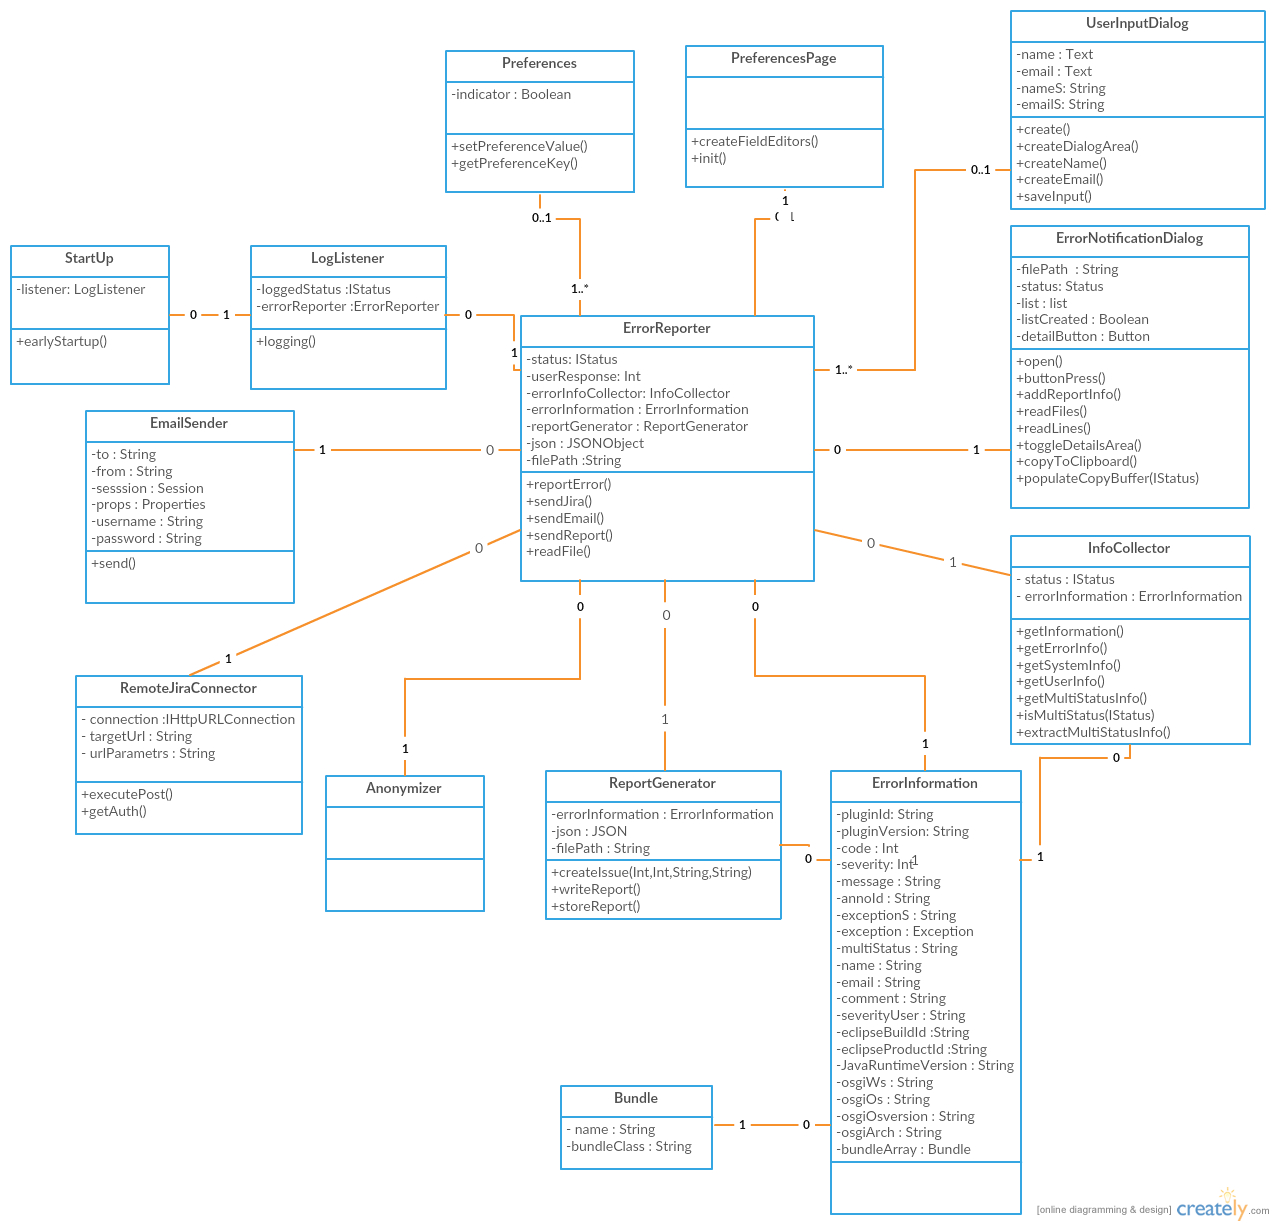 UserInputDialog
-name : Text
-email : Text
-nameS: String
-emailS: String
+create()
+createDialogArea()
+createName()
+createEmail()
+saveInput()
Preferences
-indicator : Boolean
+setPreferenceValue()
+getPreferenceKey()
PreferencesPage
+createFieldEditors()
+init()
0..1
1..*
1
0..1
StartUp
-listener: LogListener
+earlyStartup()
0
1
LogListener
-loggedStatus :IStatus
-errorReporter :ErrorReporter
+logging()
0
1
ErrorReporter
-status: IStatus
-userResponse: Int
-errorInfoCollector: InfoCollector
-errorInformation : ErrorInformation
-reportGenerator : ReportGenerator
-json : JSONObject
-filePath :String
+reportError()
+sendJira()
+sendEmail()
+sendReport()
+readFile()
1..*
ErrorNotificationDialog
-filePath : String
-status: Status
-list : list
-listCreated : Boolean
-detailButton : Button
+open()
+buttonPress()
+addReportInfo()
+readFiles()
+readLines()
+toggleDetailsArea()
+copyToClipboard()
+populateCopyBuffer(IStatus)
0
1
EmailSender
-to : String
-from : String
-sesssion : Session
-props : Properties
-username : String
-password : String
+send()
1
0
0
1
0
1
InfoCollector
- status : IStatus
- errorInformation : ErrorInformation
+getInformation()
+getErrorInfo()
+getSystemInfo()
+getUserInfo()
+getMultiStatusInfo()
+isMultiStatus(IStatus)
+extractMultiStatusInfo()
RemoteJiraConnector
- connection :IHttpURLConnection
- targetUrl : String
- urlParametrs : String
+executePost()
+getAuth()
0
1
Anonymizer
0
1
ReportGenerator
-errorInformation : ErrorInformation
-json : JSON
-filePath : String
+createIssue(Int,Int,String,String)
+writeReport()
+storeReport()
0
1
0
1
0
1
ErrorInformation
-pluginId: String
-pluginVersion: String
-code : Int
-severity: Int
-message : String
-annoId : String
-exceptionS : String
-exception : Exception
-multiStatus : String
-name : String
-email : String
-comment : String
-severityUser : String
-eclipseBuildId :String
-eclipseProductId :String
-JavaRuntimeVersion : String
-osgiWs : String
-osgiOs : String
-osgiOsversion : String
-osgiArch : String
-bundleArray : Bundle
Bundle
- name : String
-bundleClass : String
1
0
[online diagramming & design] creately.com